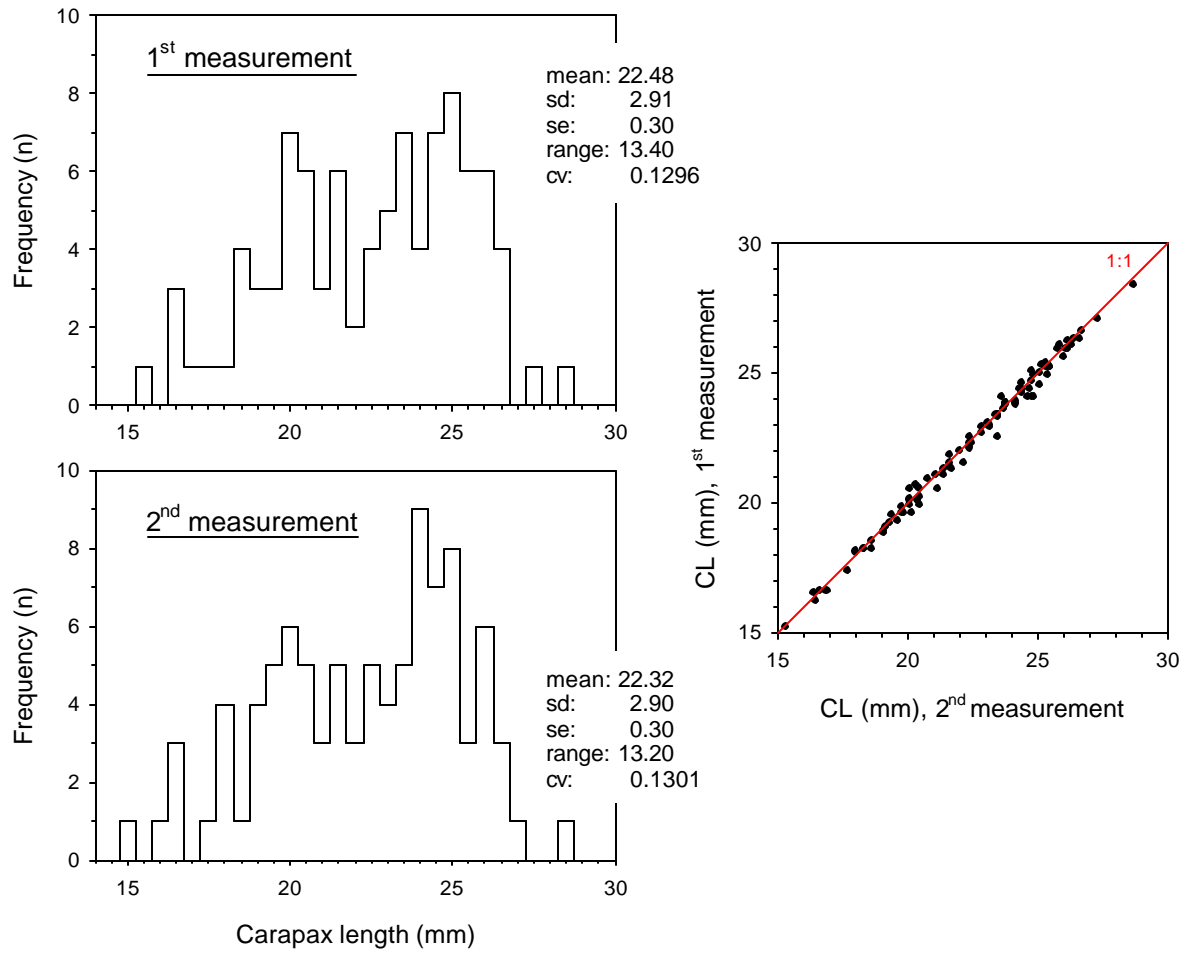 10
8
6
4
2
0
Frequency (n)
1st measurement
mean: 22.48
sd: 2.91
se: 0.30
range: 13.40
cv: 0.1296
15 20 25 30
10
8
6
4
2
0
Frequency (n)
2nd measurement
mean: 22.32
sd: 2.90
se: 0.30
range: 13.20
cv: 0.1301
15 20 25 30
Carapax length (mm)
30
25
20
15
CL (mm), 1st measurement
1:1
15 20 25 30
CL (mm), 2nd measurement